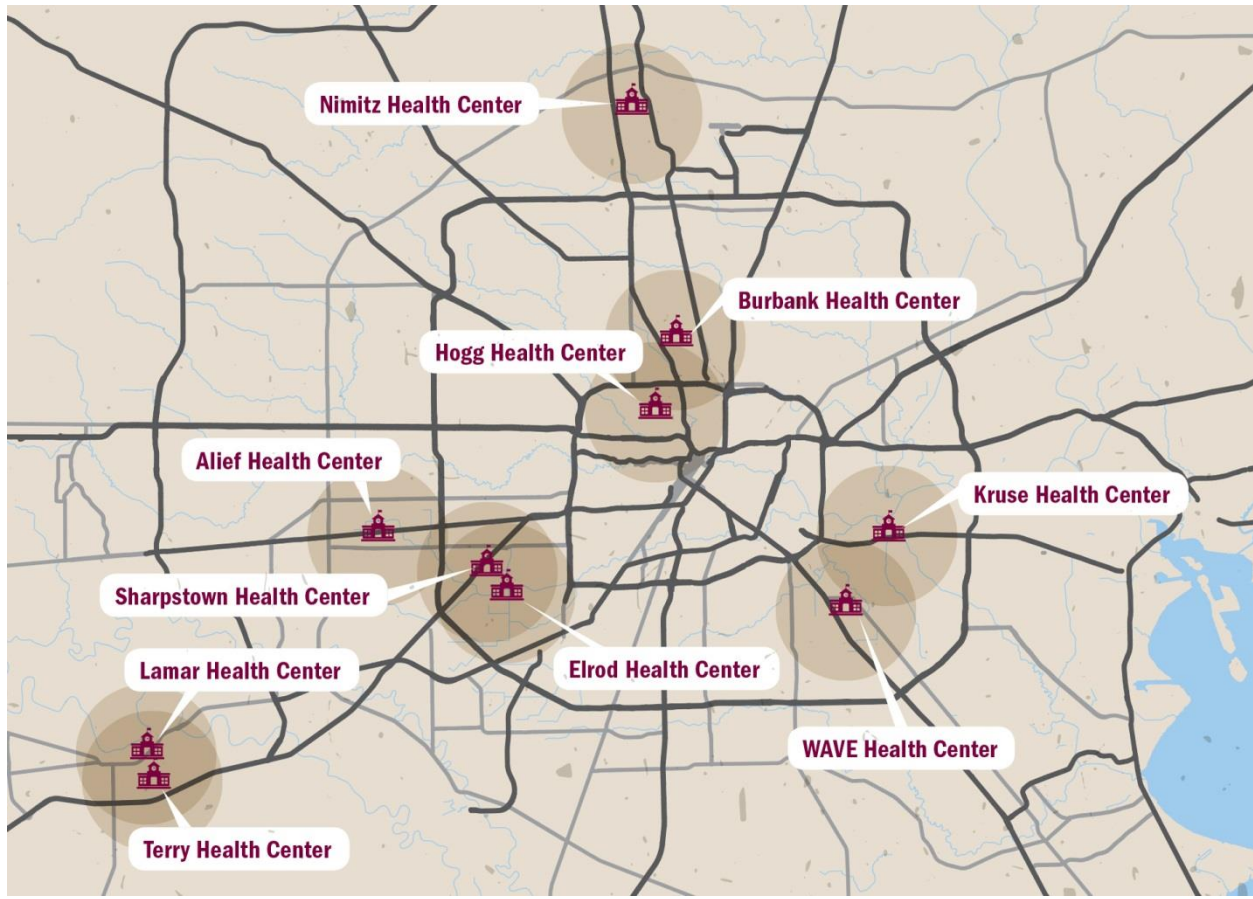 Nimitz Health Center
Burbank Health Center
Hogg Health Center
Alief Health Center
Kruse Health Center
Sharpstown Health Center
Lamar Health Center
Elrod Health Center
WAVE Health Center
Terry Health Center